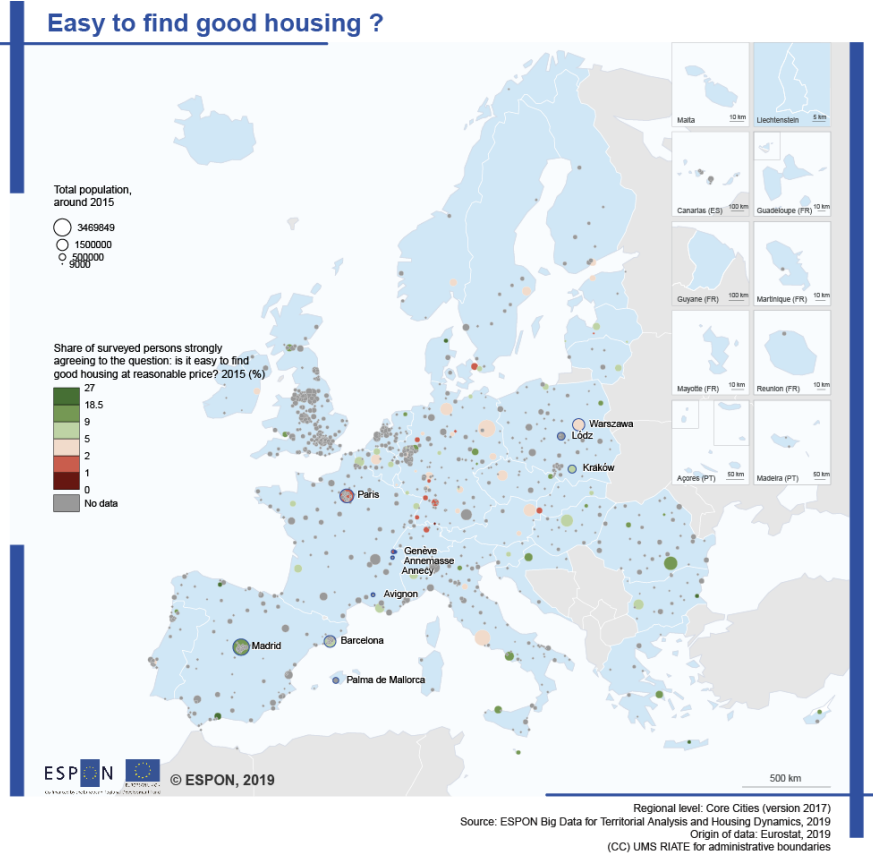 Easy to find good housing ?
Total population,
around 2015
3469849
1500000
500000
9000
Share of surveyed persons strongly
agreeing to the question: is it easy to find
good housing at reasonable price? 2015 (%)
27
18.5
9
5
2
1
0
No data
Malta
10 km
Liechtenstein
5 km
Canarias (ES)
100 km
Guadeloupe (FR)
10 km
Guyane (FR)
100 km
Martinique (FR)
10 km
Mayotte (FR)
10 km
Reunion (FR)
10 km
Açores (PT)
50 km
Madeira (PT)
50 km
Warszawa
Lódz
Kraków
Paris
Genève
Annemasse
Annecy
Avignon
Madrid
Barcelona
Palma de Mallorca
ESPON
© ESPON, 2019
500 km
Regional level: Core Cities (version 2017)
Source: ESPON Big Data for Territorial Analysis and Housing Dynamics, 2019
Origin of data: Eurostat, 2019
(CC) UMS RIATE for administrative boundaries